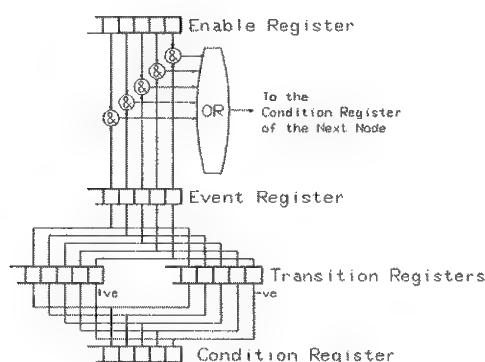 Enable Register
&
&
&
&
&
OR
To the
Condition Register
of the Next Node
Event Register
Transition Registers
+ve
-ve
Condition Register